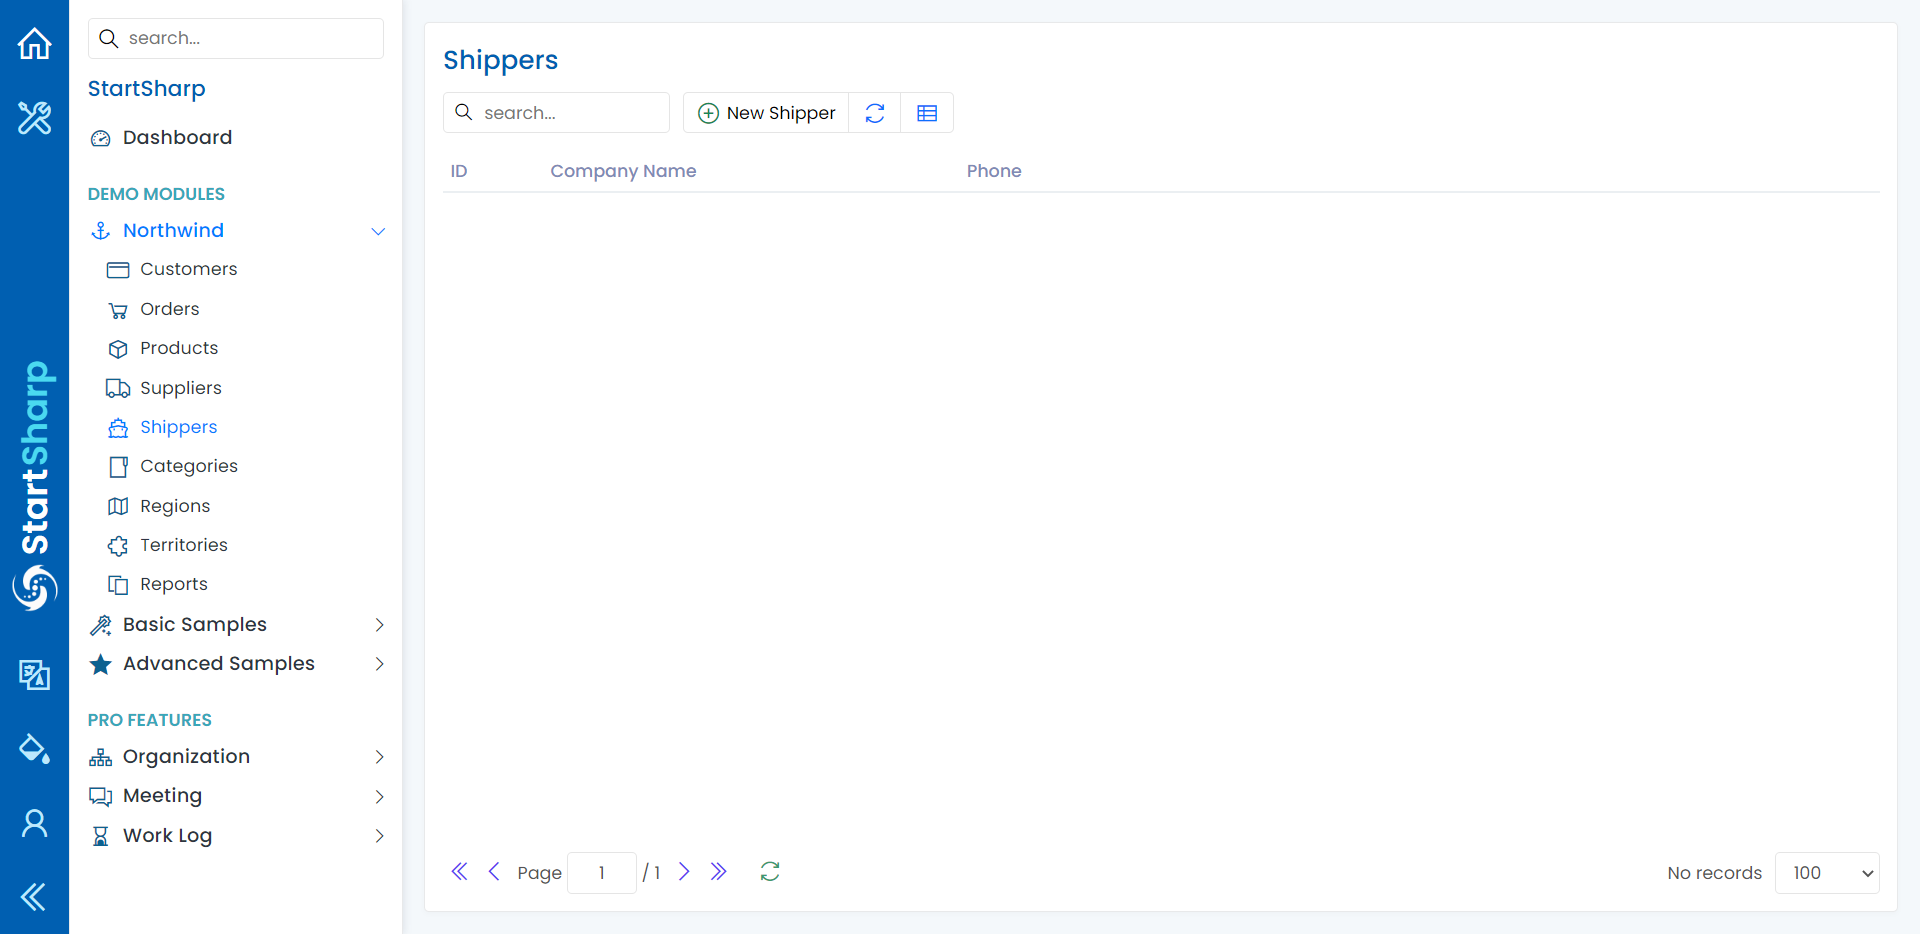 StartSharp
search...
StartSharp
Dashboard
DEMO MODULES
Northwind
Customers
Orders
Products
Suppliers
Shippers
Categories
Regions
Territories
Reports
Basic Samples
Advanced Samples
PRO FEATURES
Organization
Meeting
Work Log
Shippers
search...
New Shipper
ID Company Name Phone
Page 1 / 1
No records 100